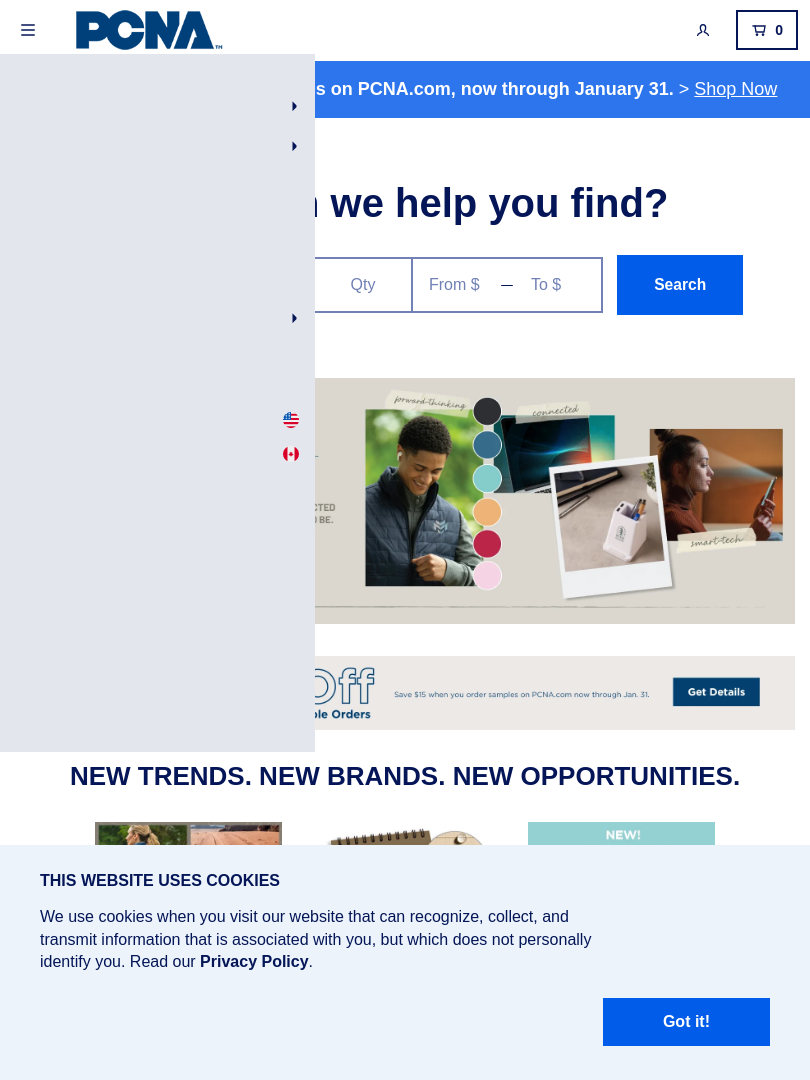 PCNA™
0
s on PCNA.com, now through January 31. > Shop Now
we help you find?
Qty
From $ — To $
Search
forward-thinking
connected
smart-tech
CTED
BE.
Off
Save $15 when you order samples on PCNA.com now through Jan. 31.
Get Details
Orders
NEW TRENDS. NEW BRANDS. NEW OPPORTUNITIES.
NEW!
THIS WEBSITE USES COOKIES
We use cookies when you visit our website that can recognize, collect, and
transmit information that is associated with you, but which does not personally
identify you. Read our Privacy Policy.
Got it!